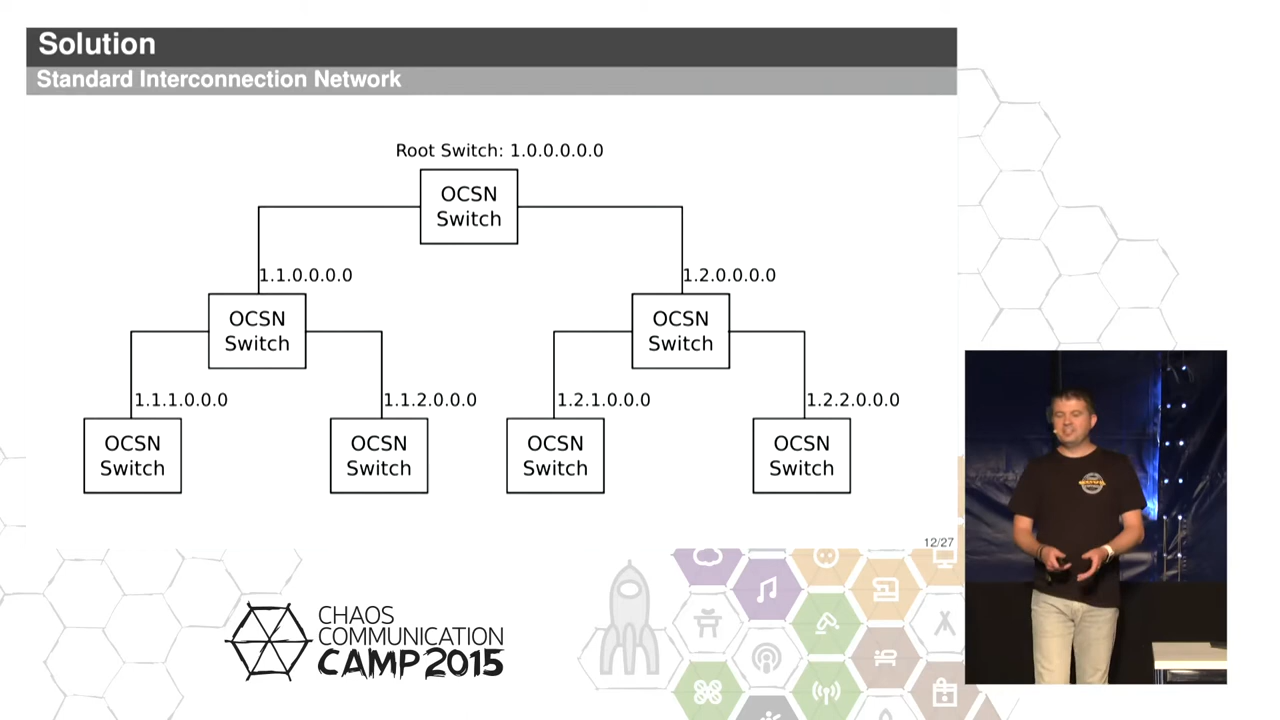 Solution
Standard Interconnection Network
Root Switch: 1.0.0.0.0.0
OCSN
Switch
1.1.0.0.0.0
1.2.0.0.0.0
OCSN
Switch
OCSN
Switch
1.1.1.0.0.0
1.1.2.0.0.0
1.2.1.0.0.0
1.2.2.0.0.0
OCSN
Switch
OCSN
Switch
OCSN
Switch
OCSN
Switch
12/27
CHAOS
COMMUNICATION
CAMP 2015